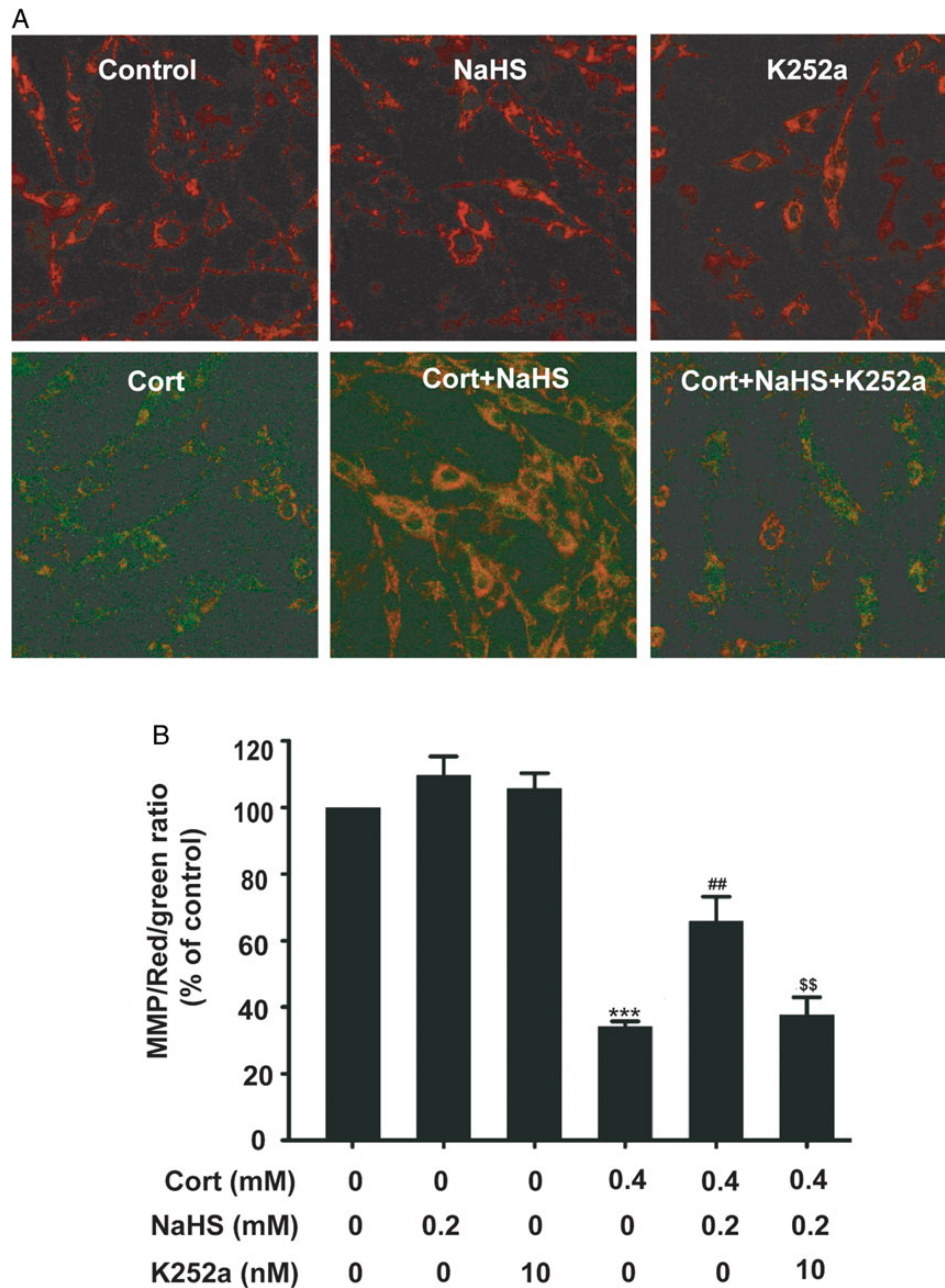 A
Control NaHS K252a
Cort Cort+NaHS Cort+NaHS+K252a
B
MMP/Red/green ratio
(% of control)
120
100
80
60
40
20
0
***
##
$$
Cort (mM) 0 0 0 0.4 0.4 0.4
NaHS (mM) 0 0.2 0 0 0.2 0.2
K252a (nM) 0 0 10 0 0 10